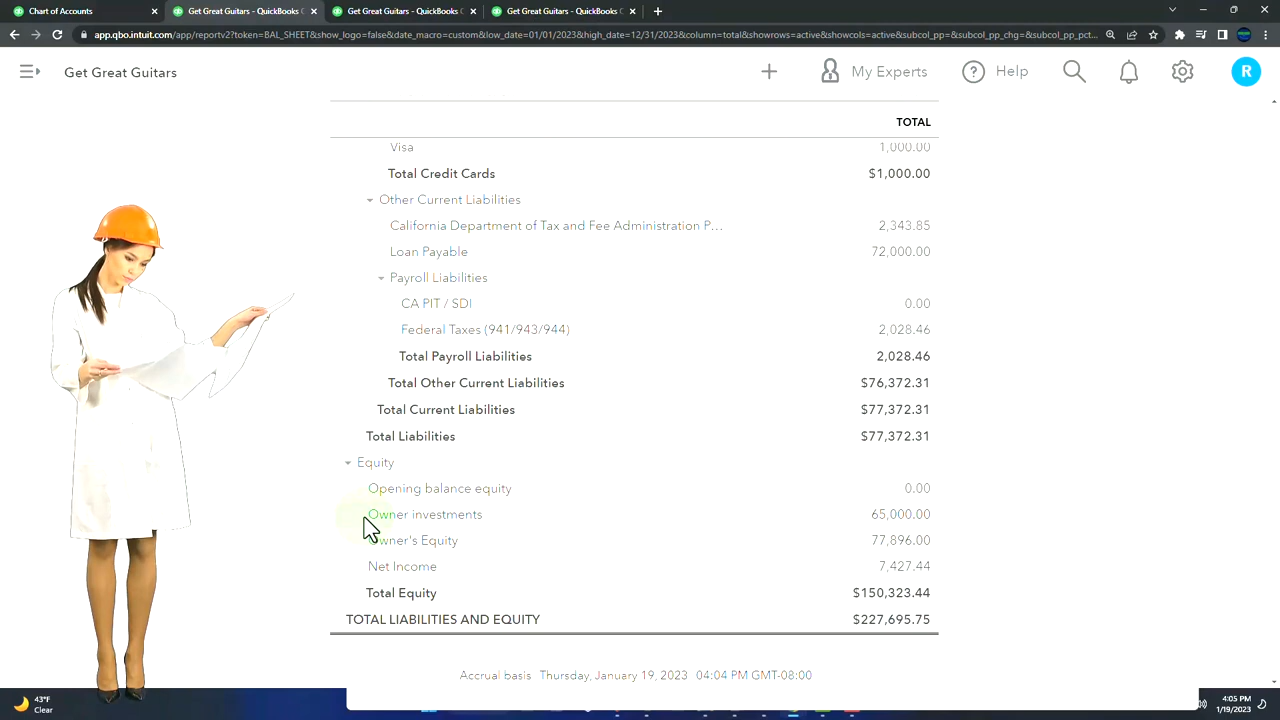 Chart of Accounts
Get Great Guitars - QuickBooks C
Get Great Guitars - QuickBooks C
Get Great Guitars - QuickBooks C
app.qbo.intuit.com/app/reportv2?token=BAL_SHEET&show_logo=false&date_macro=custom&low_date=01/01/2023&high_date=12/31/2023&column=total&showrows=active&showcols=active&subcol_pp=&subcol_pp_chg=&subcol_pp_pct...
Get Great Guitars
My Experts
Help
R
TOTAL
Visa 1,000.00
Total Credit Cards $1,000.00
Other Current Liabilities
California Department of Tax and Fee Administration P... 2,343.85
Loan Payable 72,000.00
Payroll Liabilities
CA PIT / SDI 0.00
Federal Taxes (941/943/944) 2,028.46
Total Payroll Liabilities 2,028.46
Total Other Current Liabilities $76,372.31
Total Current Liabilities $77,372.31
Total Liabilities $77,372.31
Equity
Opening balance equity 0.00
Owner investments 65,000.00
Owner's Equity 77,896.00
Net Income 7,427.44
Total Equity $150,323.44
TOTAL LIABILITIES AND EQUITY $227,695.75
Accrual basis Thursday, January 19, 2023 04:04 PM GMT-08:00
43°F
Clear
4:05 PM
1/19/2023